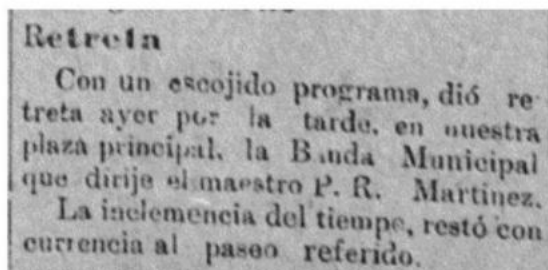 Retreta
Con un escojido programa, dió re
treta ayer por la tarde, en nuestra
plaza principal, la Banda Municipal
que dirije el maestro P. R. Martinez.
La inclemencia del tiempo, restó con
currencia al paseo referido.